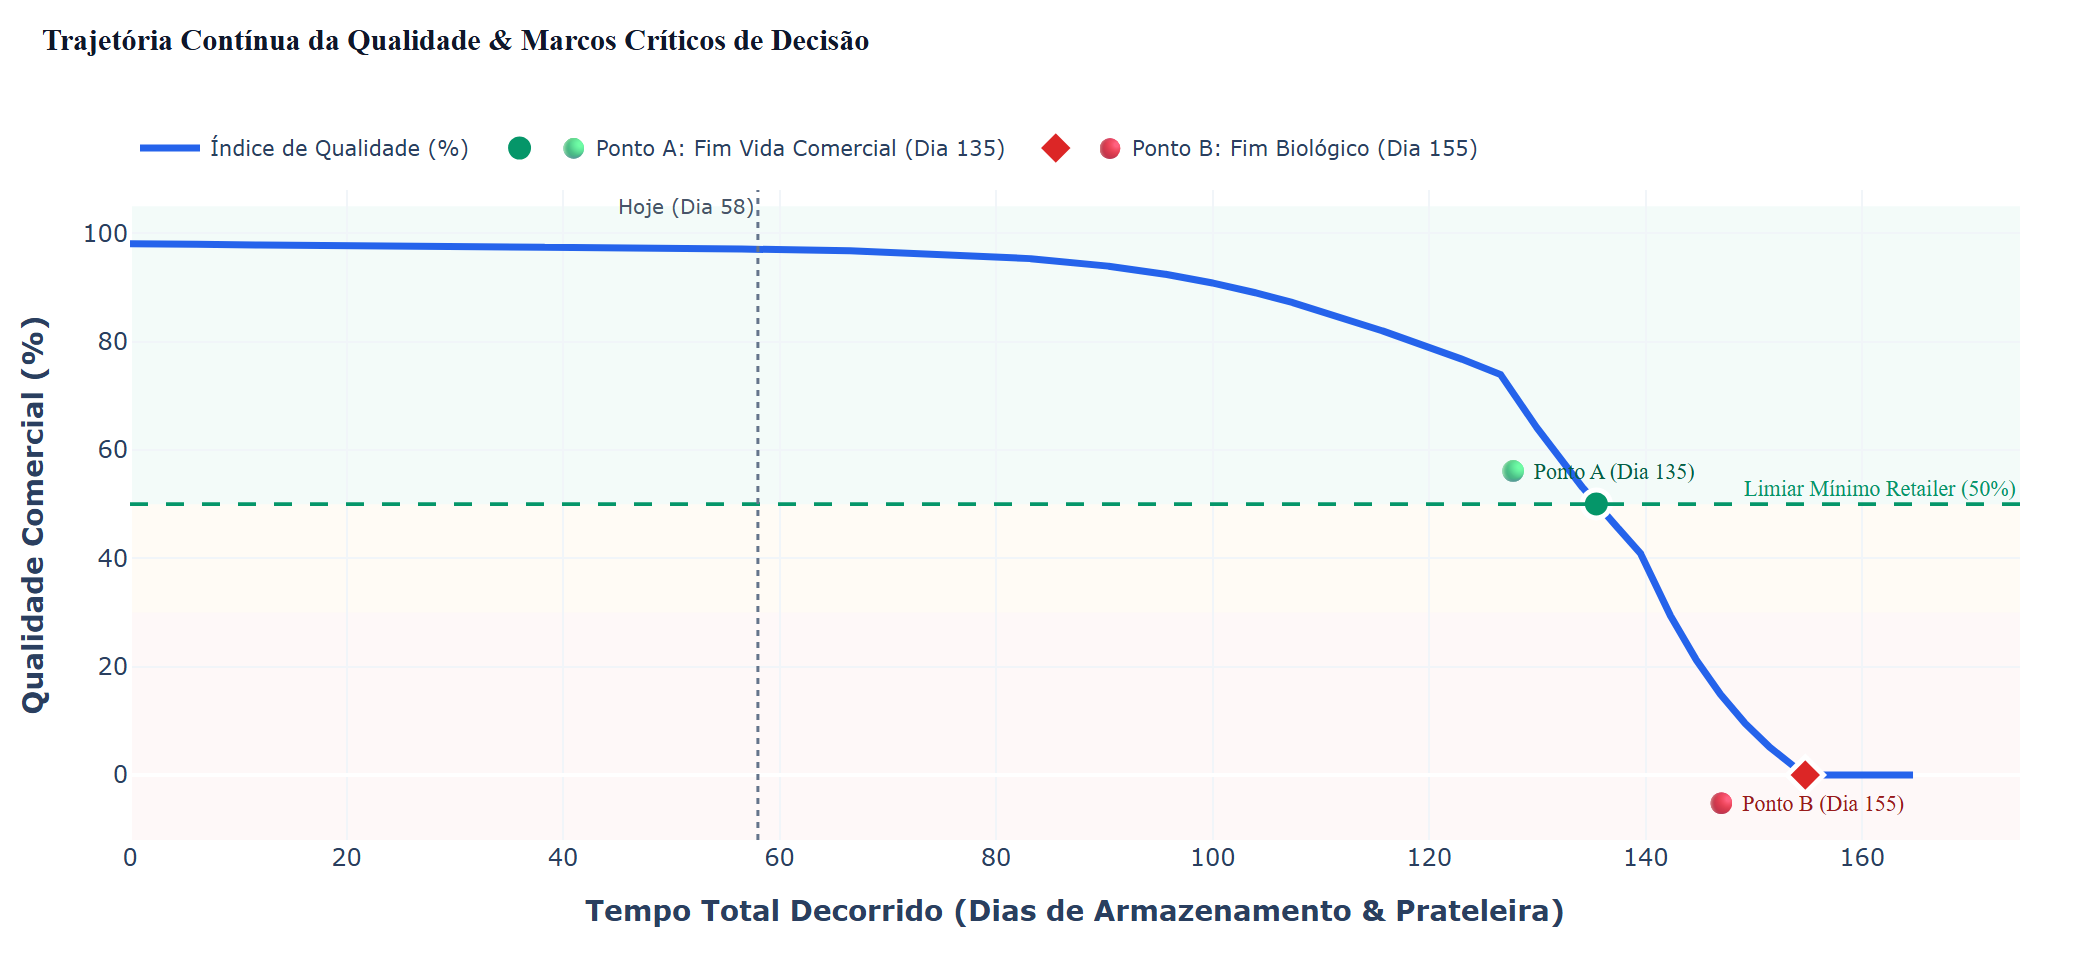 Trajetória Contínua da Qualidade & Marcos Críticos de Decisão
Índice de Qualidade (%)
Ponto A: Fim Vida Comercial (Dia 135)
Ponto B: Fim Biológico (Dia 155)
Hoje (Dia 58)
100
80
60
40
20
0
Qualidade Comercial (%)
Ponto A (Dia 135)
Limiar Mínimo Retailer (50%)
Ponto B (Dia 155)
0
20
40
60
80
100
120
140
160
Tempo Total Decorrido (Dias de Armazenamento & Prateleira)